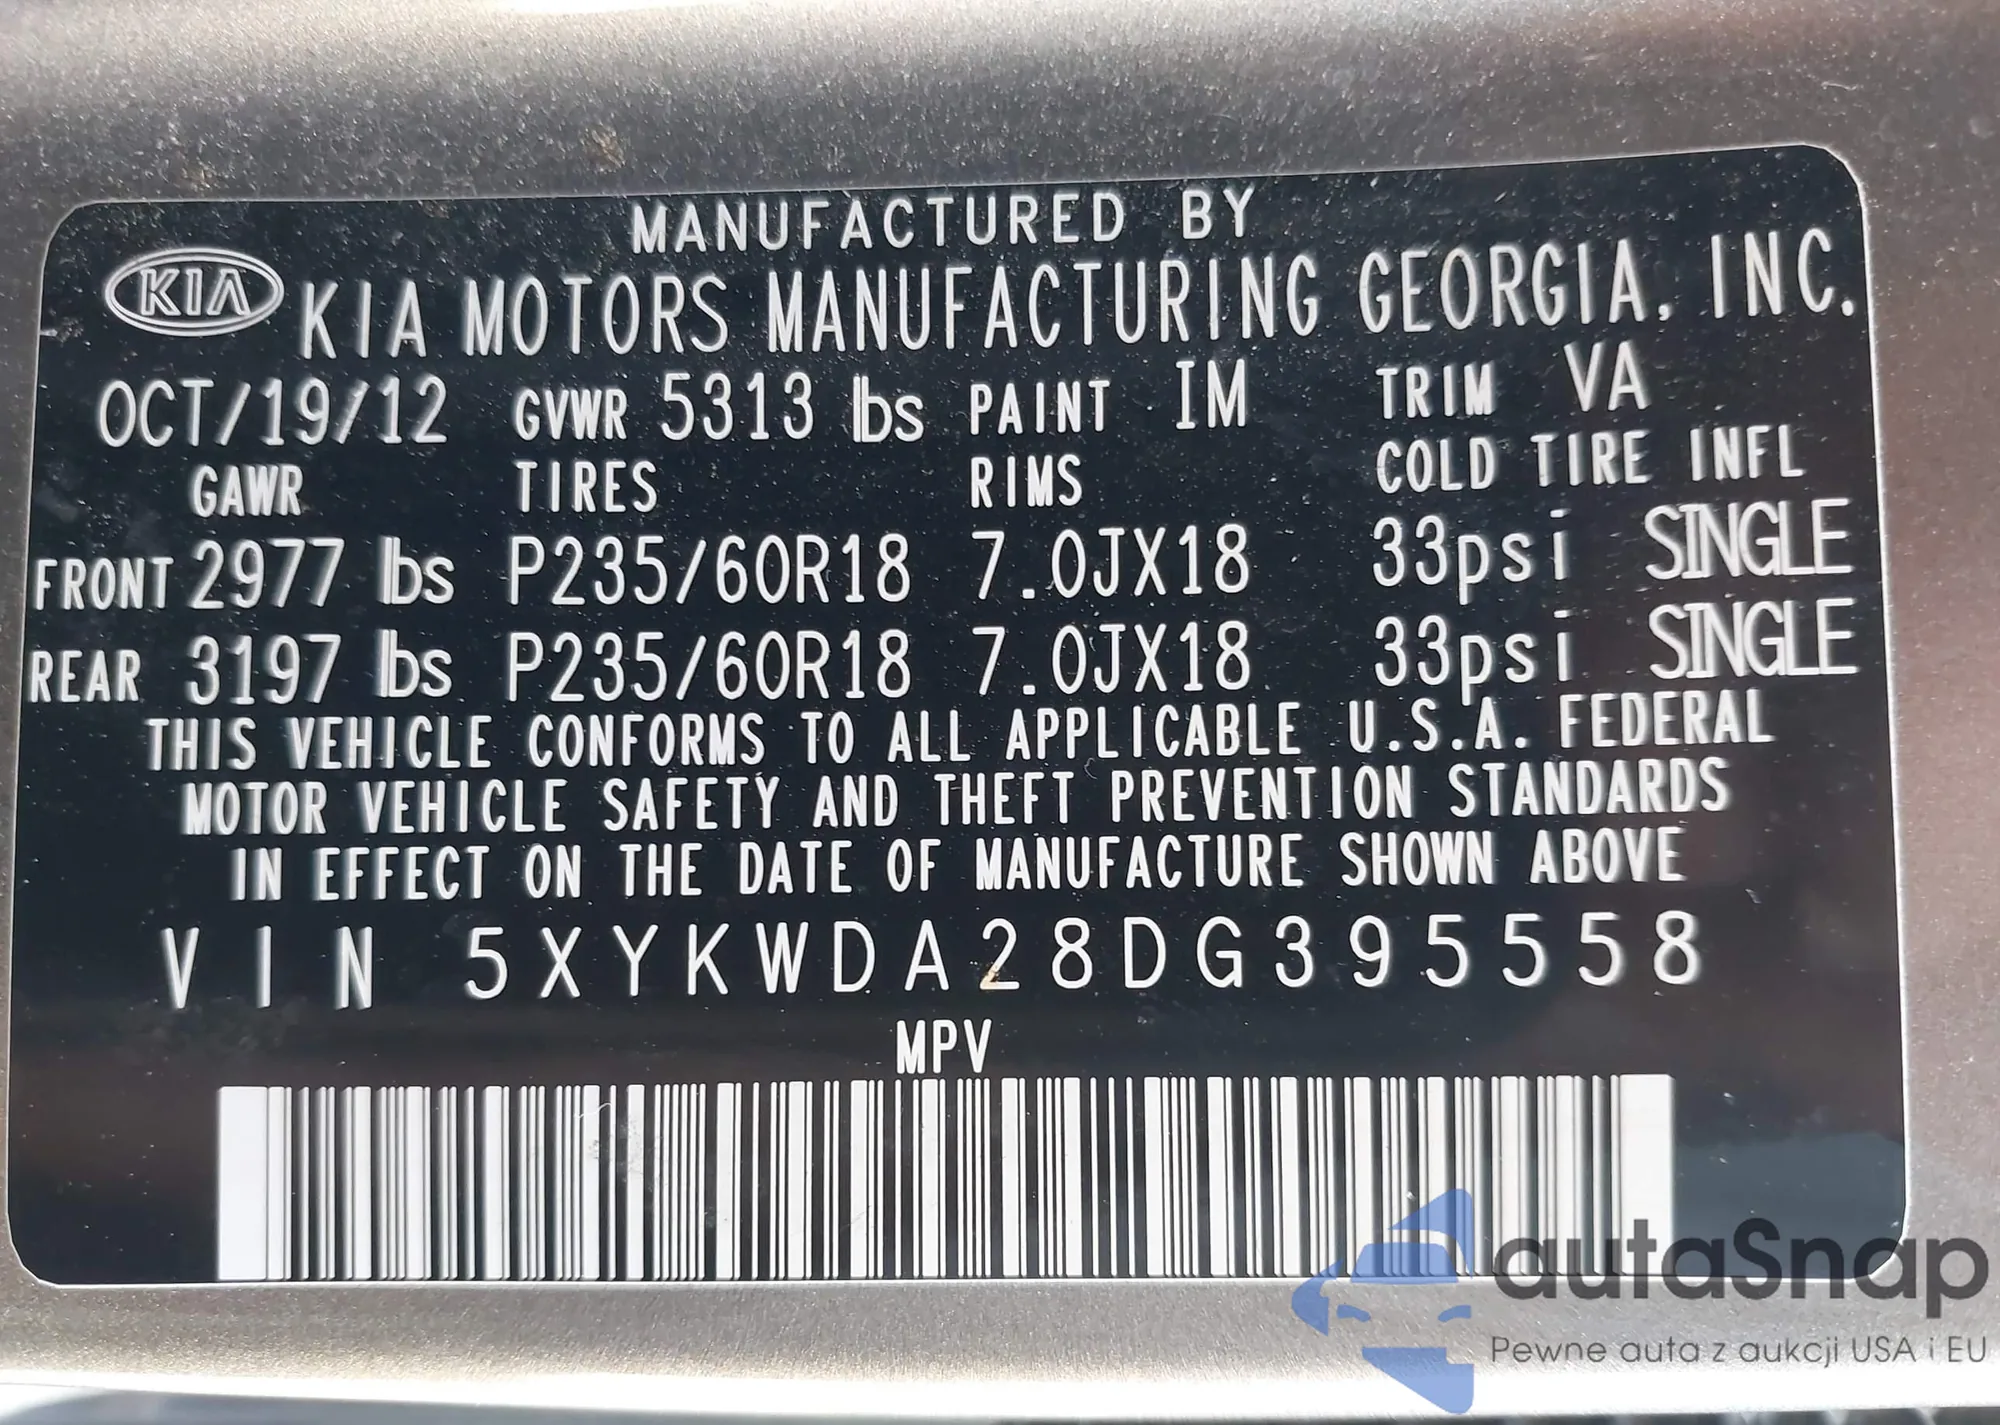 MANUFACTURED BY
KIA KIA MOTORS MANUFACTURING GEORGIA, INC.
OCT/19/12 GVWR 5313 lbs PAINT IM TRIM VA
GAWR TIRES RIMS COLD TIRE INFL
FRONT 2977 lbs P235/60R18 7.0JX18 33psi SINGLE
REAR 3197 lbs P235/60R18 7.0JX18 33psi SINGLE
THIS VEHICLE CONFORMS TO ALL APPLICABLE U.S.A. FEDERAL
MOTOR VEHICLE SAFETY AND THEFT PREVENTION STANDARDS
IN EFFECT ON THE DATE OF MANUFACTURE SHOWN ABOVE
VIN 5XYKWDA28DG395558
MPV
autaSnap
Pewne auta z aukcji USA i EU